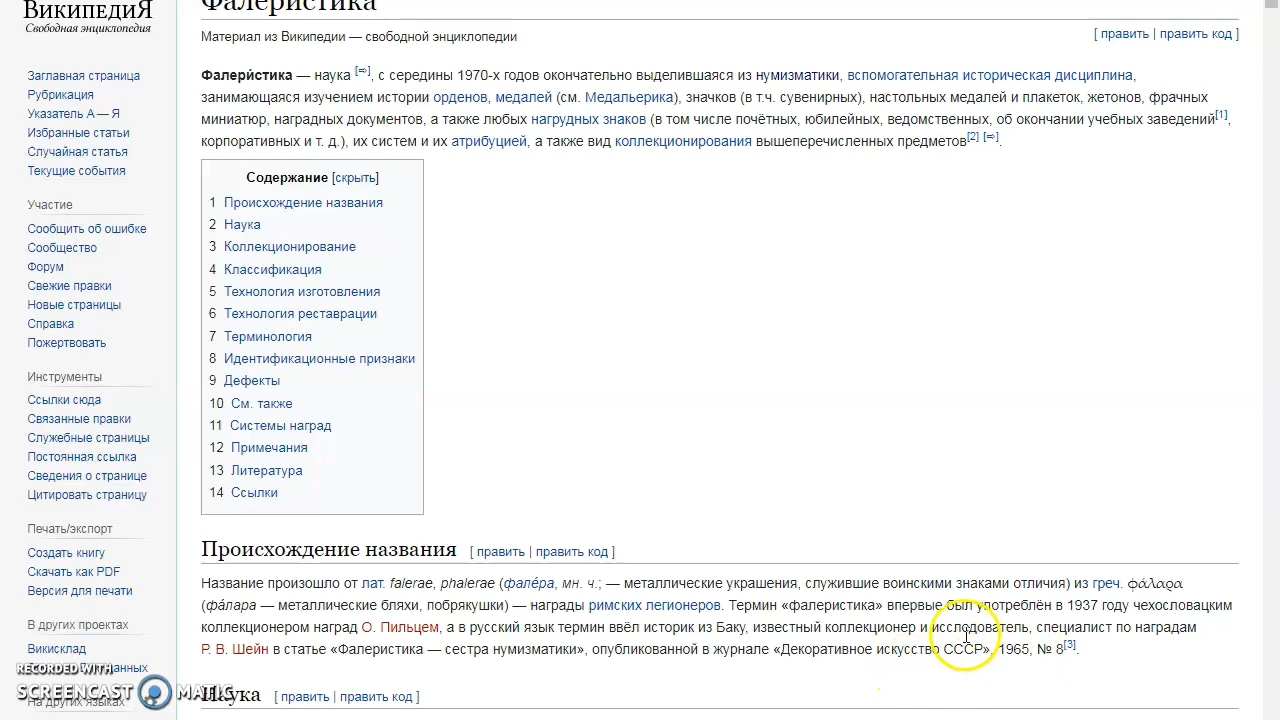 ВИКИПЕДИЯ
Свободная энциклопедия
Заглавная страница
Рубрикация
Указатель А — Я
Избранные статьи
Случайная статья
Текущие события
Участие
Сообщить об ошибке
Сообщество
Форум
Свежие правки
Новые страницы
Справка
Пожертвовать
Инструменты
Ссылки сюда
Связанные правки
Служебные страницы
Постоянная ссылка
Сведения о странице
Цитировать страницу
Печать/экспорт
Создать книгу
Скачать как PDF
Версия для печати
В других проектах
Викисклад
данных
На других языках
RECORDED WITH
SCREENCAST MATIC
Фалеристика
[ править | править код ]
Материал из Википедии — свободной энциклопедии
Фалери́стика — наука [⇨], с середины 1970-х годов окончательно выделившаяся из нумизматики, вспомогательная историческая дисциплина,
занимающаяся изучением истории орденов, медалей (см. Медальерика), значков (в т.ч. сувенирных), настольных медалей и плакеток, жетонов, фрачных
миниатюр, наградных документов, а также любых нагрудных знаков (в том числе почётных, юбилейных, ведомственных, об окончании учебных заведений[1],
корпоративных и т. д.), их систем и их атрибуцией, а также вид коллекционирования вышеперечисленных предметов[2] [⇨].
Содержание [скрыть]
1 Происхождение названия
2 Наука
3 Коллекционирование
4 Классификация
5 Технология изготовления
6 Технология реставрации
7 Терминология
8 Идентификационные признаки
9 Дефекты
10 См. также
11 Системы наград
12 Примечания
13 Литература
14 Ссылки
Происхождение названия [ править | править код ]
Название произошло от лат. falerae, phalerae (фале́ра, мн. ч.; — металлические украшения, служившие воинскими знаками отличия) из греч. φάλαρα
(фа́лара — металлические бляхи, побрякушки) — награды римских легионеров. Термин «фалеристика» впервые был употреблён в 1937 году чехословацким
коллекционером наград О. Пильцем, а в русский язык термин ввёл историк из Баку, известный коллекционер и исследователь, специалист по наградам
Р. В. Шейн в статье «Фалеристика — сестра нумизматики», опубликованной в журнале «Декоративное искусство СССР», 1965, № 8[3].
Наука [ править | править код ]